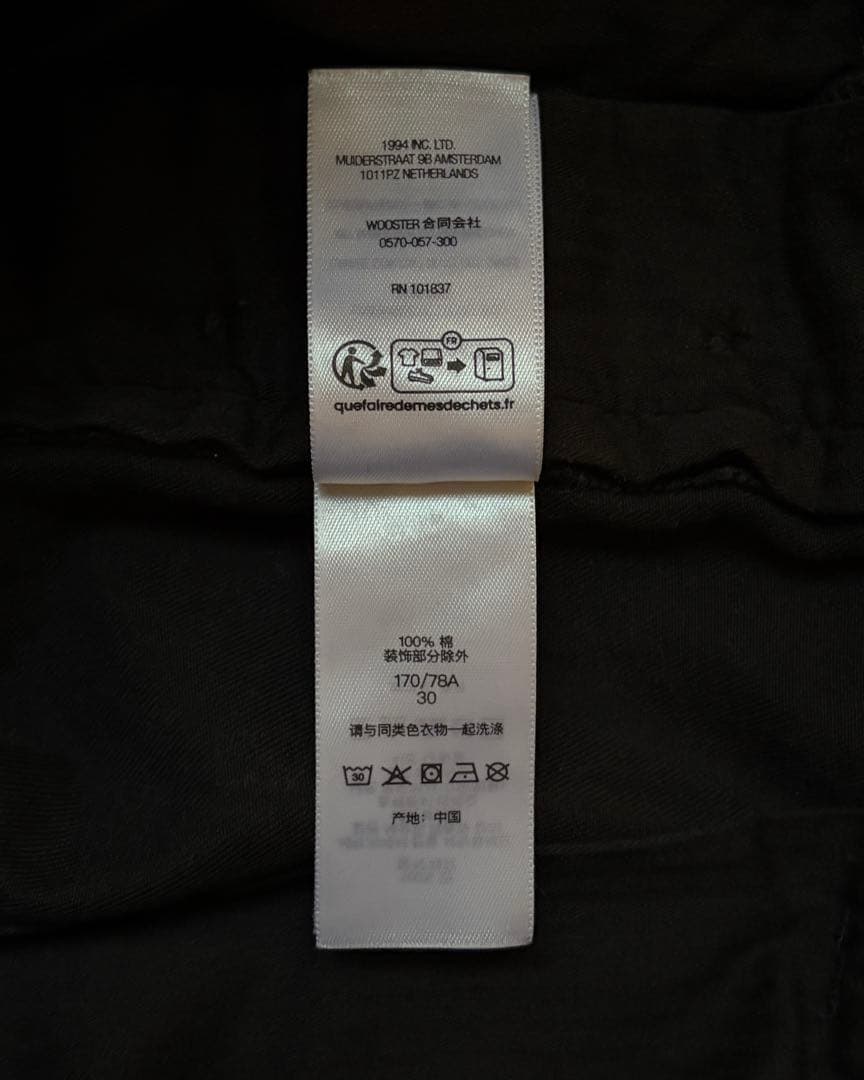 1994 INC. LTD.
MUIDERSTRAAT 9B AMSTERDAM
1011PZ NETHERLANDS
WOOSTER 合同会社
0570-057-300
RN 101837
FR
quefairedemesdechets.fr
100% 棉
装饰部分除外
170/78A
30
请与同类色衣物一起洗涤
30
产地: 中国